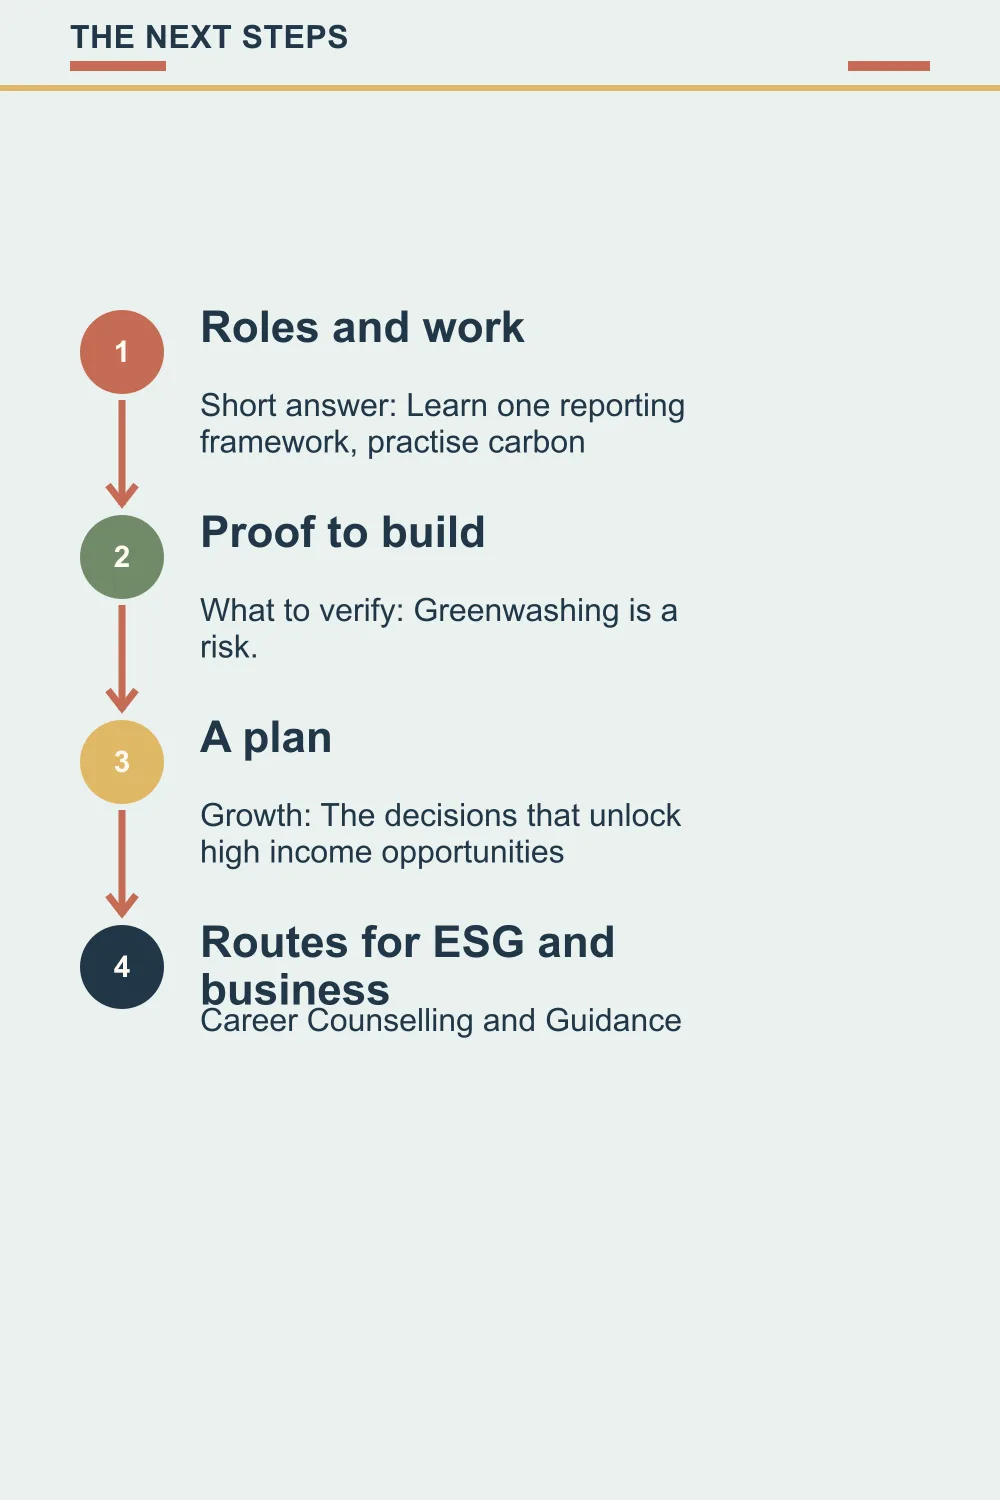 THE NEXT STEPS
1
Roles and work
Short answer: Learn one reporting
framework, practise carbon
2
Proof to build
What to verify: Greenwashing is a
risk.
3
A plan
Growth: The decisions that unlock
high income opportunities
4
Routes for ESG and
business
Career Counselling and Guidance